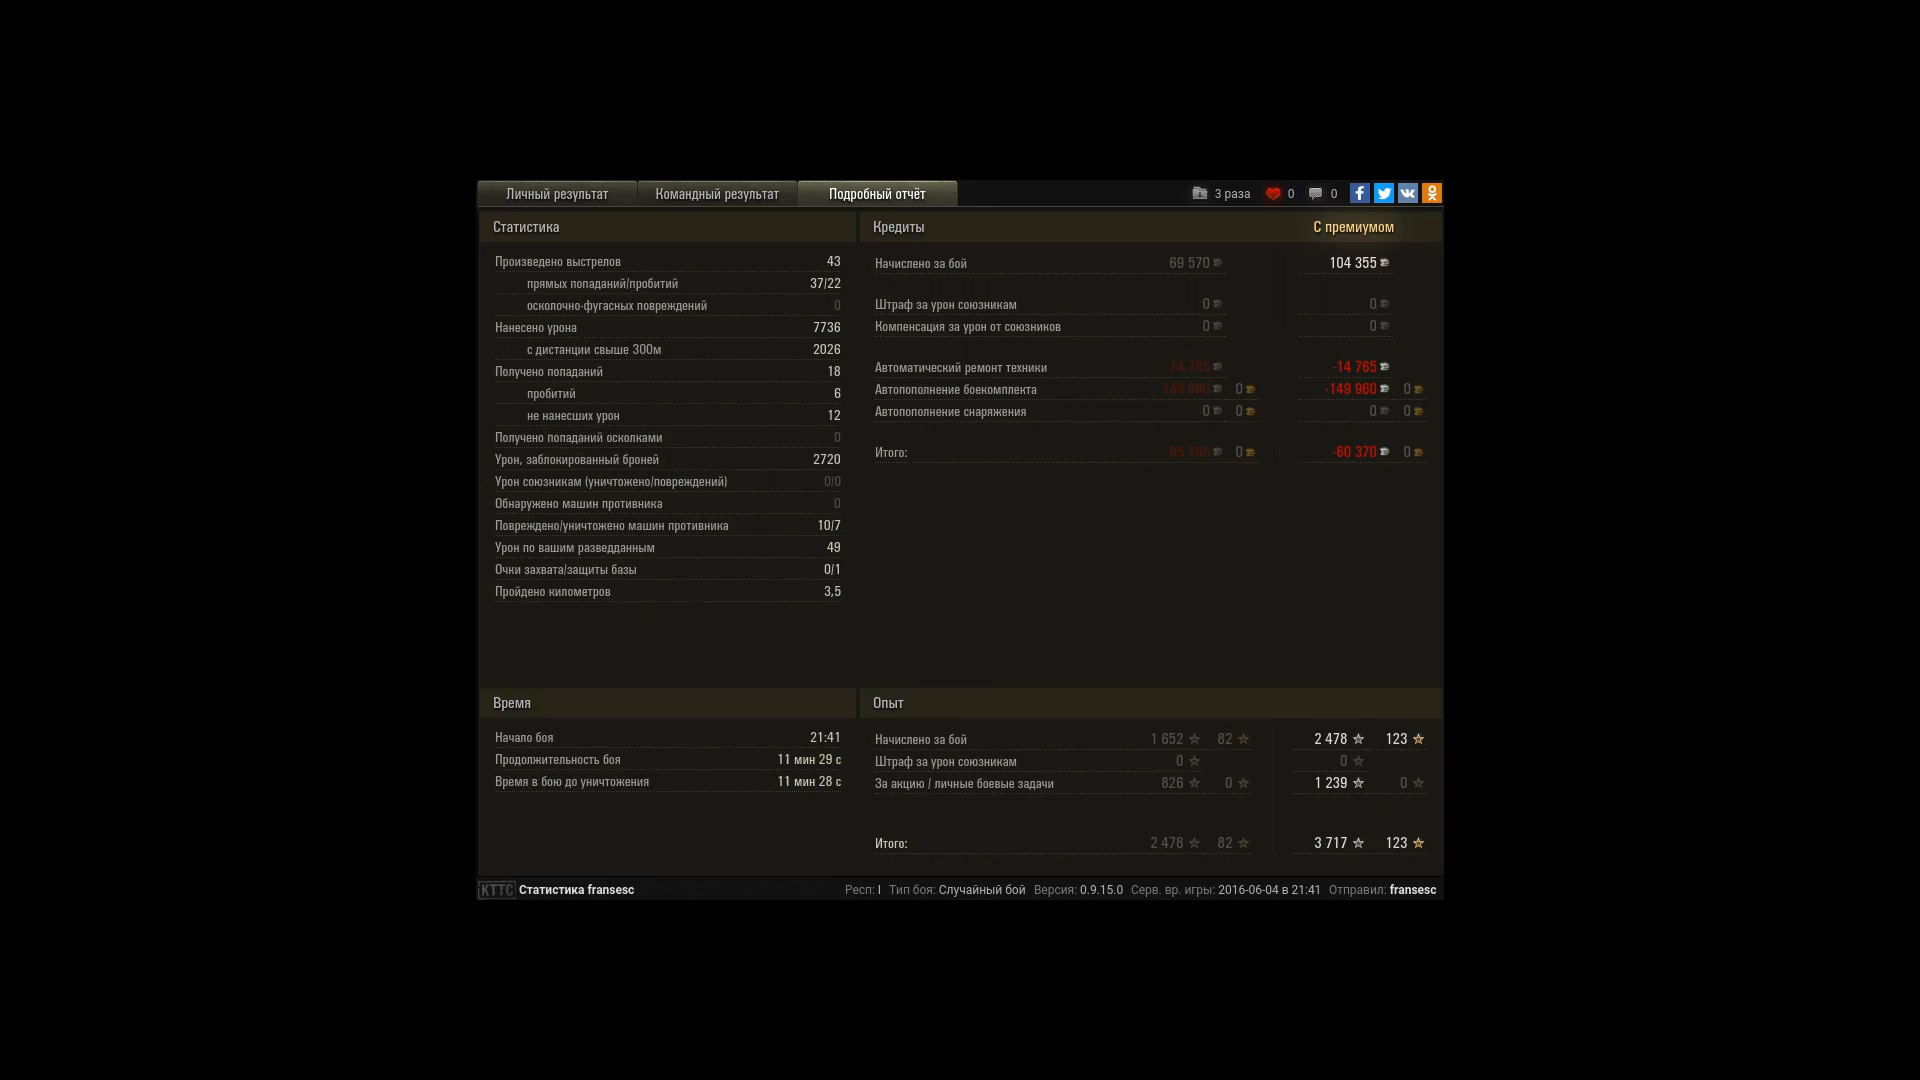 Личный результат Командный результат Подробный отчёт 3 раза 0 0
Статистика
Произведено выстрелов 43
прямых попаданий/пробитий 37/22
осколочно-фугасных повреждений 0
Нанесено урона 7736
с дистанции свыше 300м 2026
Получено попаданий 18
пробитий 6
не нанесших урон 12
Получено попаданий осколками 0
Урон, заблокированный броней 2720
Урон союзникам (уничтожено/повреждений) 0/0
Обнаружено машин противника 0
Повреждено/уничтожено машин противника 10/7
Урон по вашим разведданным 49
Очки захвата/защиты базы 0/1
Пройдено километров 3,5
Кредиты С премиумом
Начислено за бой 69 570 104 355
Штраф за урон союзникам 0 0
Компенсация за урон от союзников 0 0
Автоматический ремонт техники -14 765 -14 765
Автопополнение боекомплекта -149 960 0 -149 960 0
Автопополнение снаряжения 0 0 0 0
Итого: -95 155 0 -60 370 0
Время
Начало боя 21:41
Продолжительность боя 11 мин 29 с
Время в бою до уничтожения 11 мин 28 с
Опыт
Начислено за бой 1 652 82 2 478 123
Штраф за урон союзникам 0 0
За акцию / личные боевые задачи 826 0 1 239 0
Итого: 2 478 82 3 717 123
КТТС Статистика fransesc Респ: I Тип боя: Случайный бой Версия: 0.9.15.0 Серв. вр. игры: 2016-06-04 в 21:41 Отправил: fransesc